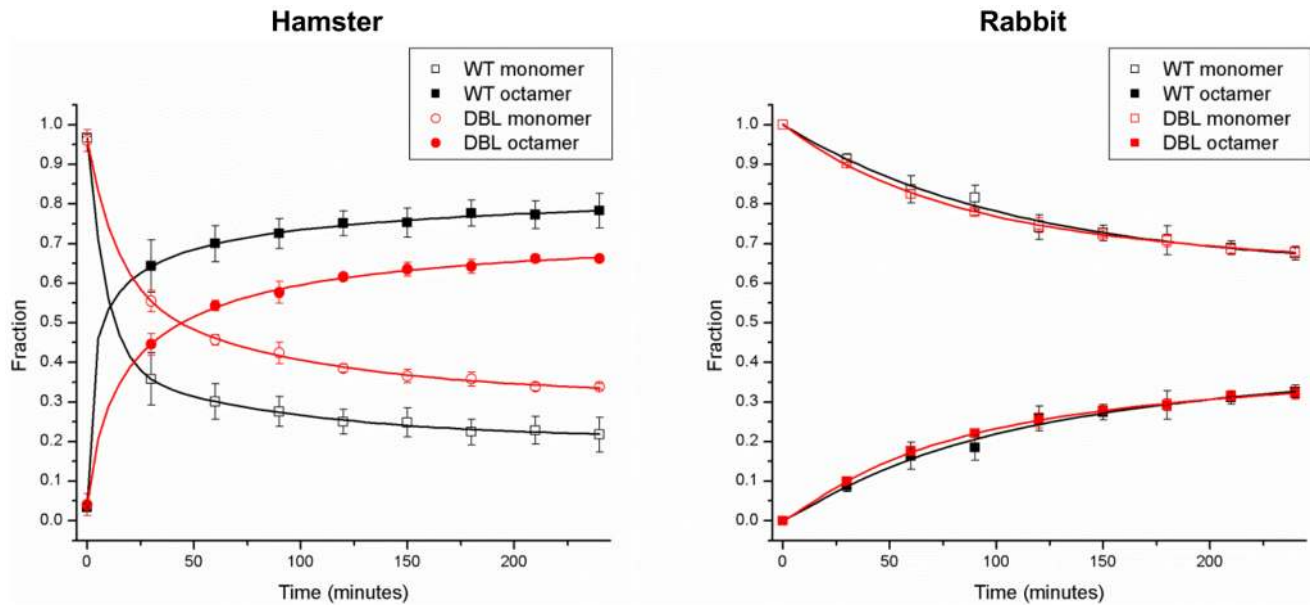 Hamster
WT monomer
WT octamer
DBL monomer
DBL octamer
1.0
0.9
0.8
0.7
0.6
0.5
0.4
0.3
0.2
0.1
0.0
Fraction
0 50 100 150 200
Time (minutes)
Rabbit
WT monomer
WT octamer
DBL monomer
DBL octamer
1.0
0.9
0.8
0.7
0.6
0.5
0.4
0.3
0.2
0.1
0.0
Fraction
0 50 100 150 200
Time (minutes)